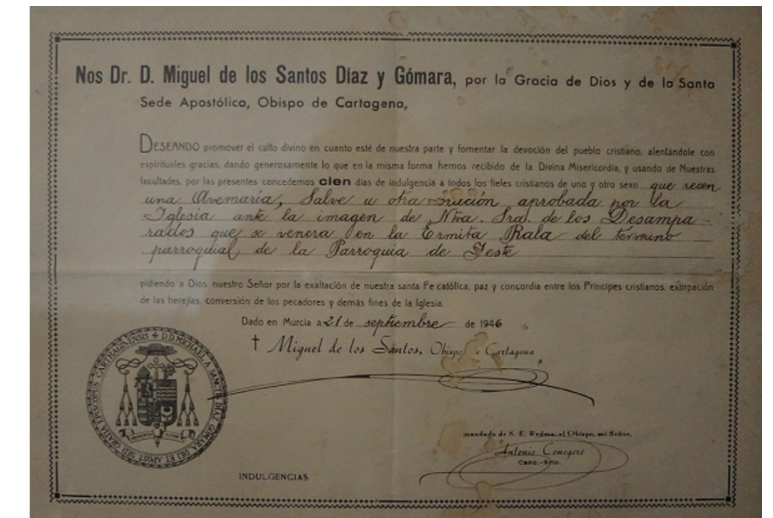 Nos Dr. D. Miguel de los Santos Díaz y Gómara, por la Gracia de Dios y de la Santa
Sede Apostólica, Obispo de Cartagena,
DESEANDO promover el culto divino en cuanto esté de nuestra parte y fomentar la devoción del pueblo cristiano, alentándole con
espirituales gracias, dando generosamente lo que en la misma forma hemos recibido de la Divina Misericordia, y usando de Nuestras
facultades, por las presentes concedemos cien días de indulgencia a todos los fieles cristianos de uno y otro sexo que recen
una Avemaría, Salve u otra oración aprobada por la
Iglesia ante la imagen de Ntra. Sra. de los Desampa-
rados que se venera en la Ermita Rala del término
parroquial, de la Parroquia de Yeste
pidiendo a Dios nuestro Señor por la exaltación de nuestra santa Fe católica, paz y concordia entre los Príncipes cristianos, extirpación
de las herejías, conversión de los pecadores y demás fines de la Iglesia.
Dado en Murcia a 21 de septiembre de 1946
† Miguel de los Santos, Obispo Cartagena
mandado de S. E. Rvdma. el Obispo, mi Señor,
Antonio Conegero
Canc.-Srio.
INDULGENCIAS